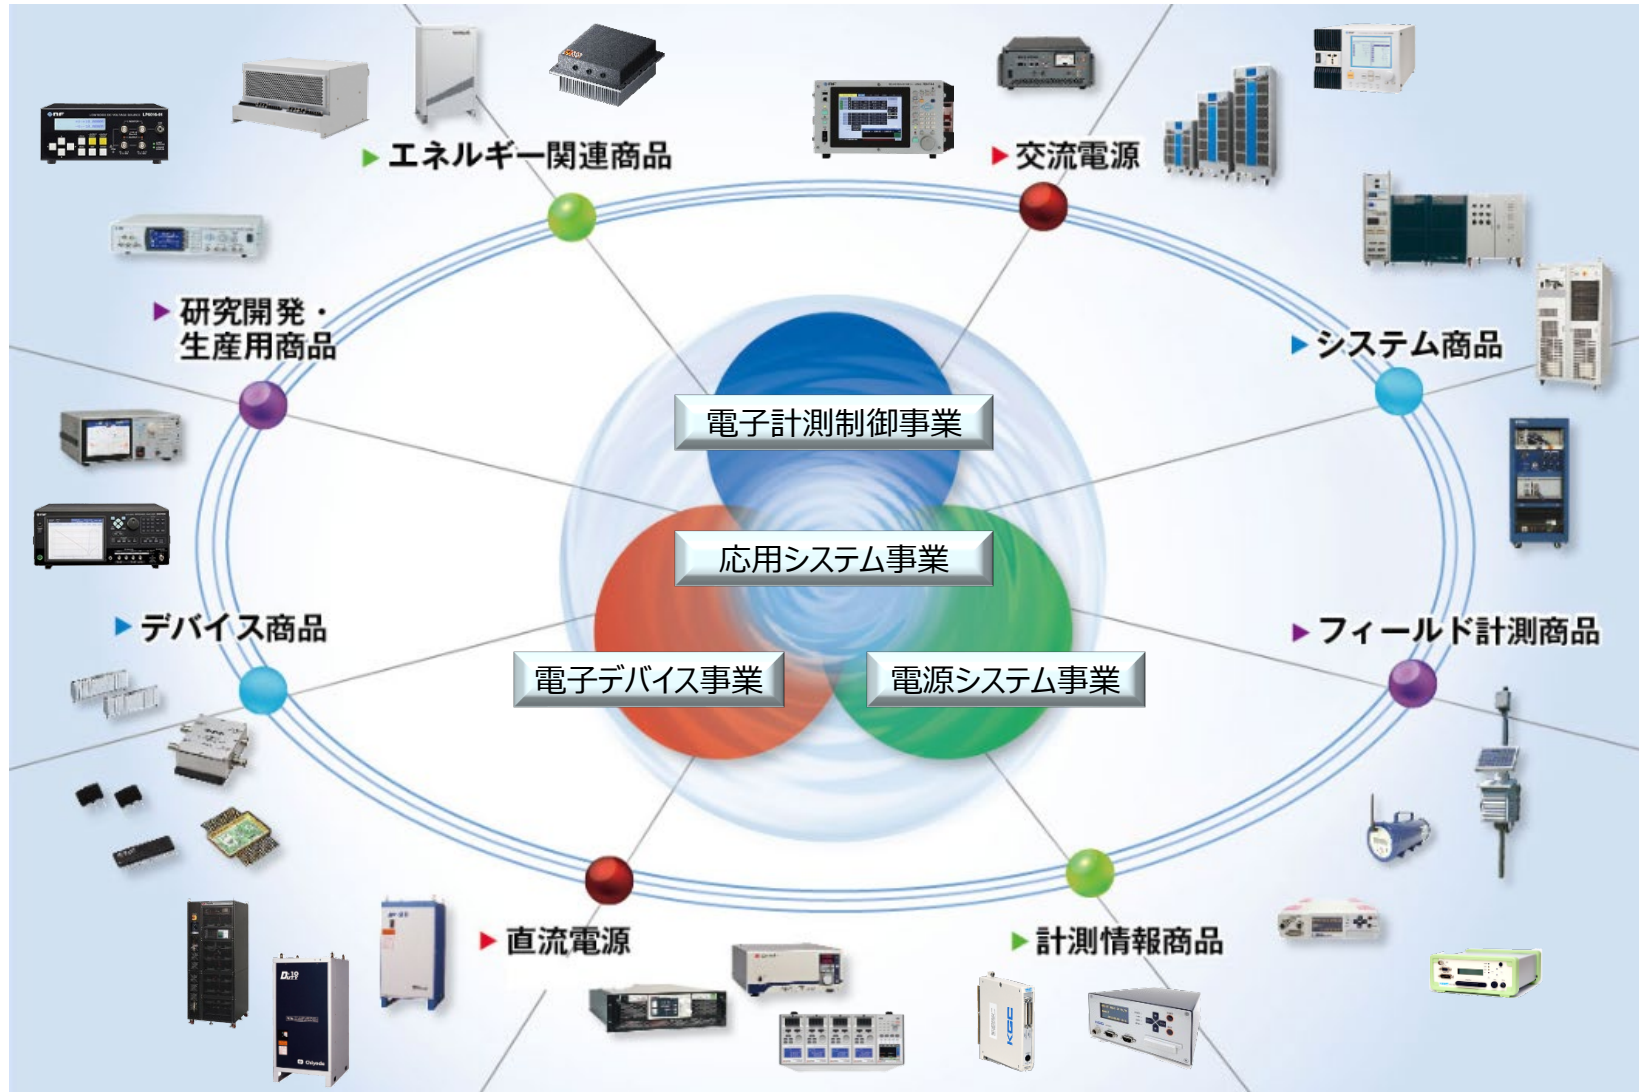 エネルギー関連商品
交流電源
研究開発・
生産用商品
システム商品
電子計測制御事業
応用システム事業
デバイス商品
フィールド計測商品
電子デバイス事業
電源システム事業
直流電源
計測情報商品
KGC